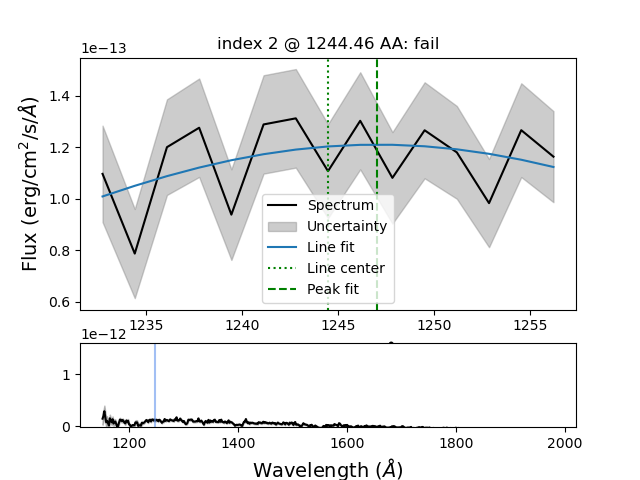 index 2 @ 1244.46 AA: fail
1e−13
1.4
1.2
1.0
0.8
0.6
Flux (erg/cm²/s/Å)
Spectrum
Uncertainty
Line fit
Line center
Peak fit
1235 1240 1245 1250 1255
1e−12
1
0
1200 1400 1600 1800 2000
Wavelength (Å)